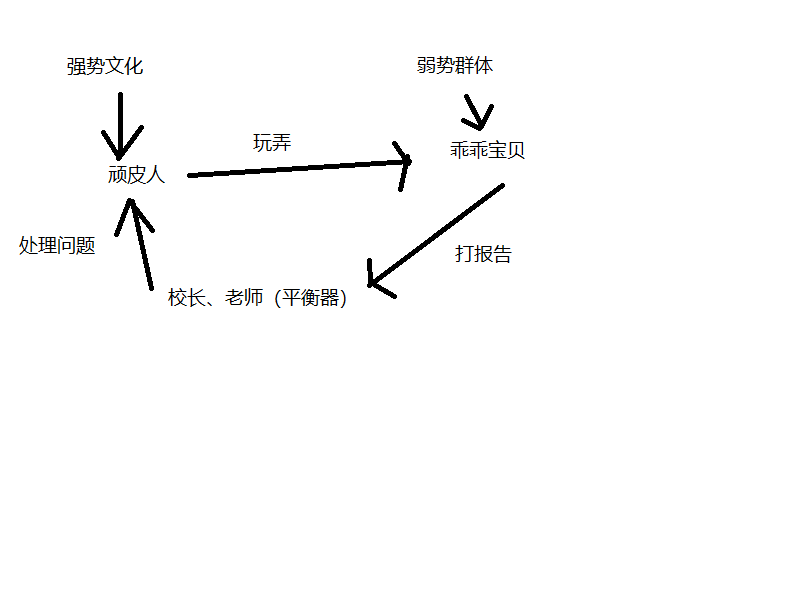 强势文化
弱势群体
玩弄
乖乖宝贝
顽皮人
处理问题
打报告
校长、老师（平衡器）